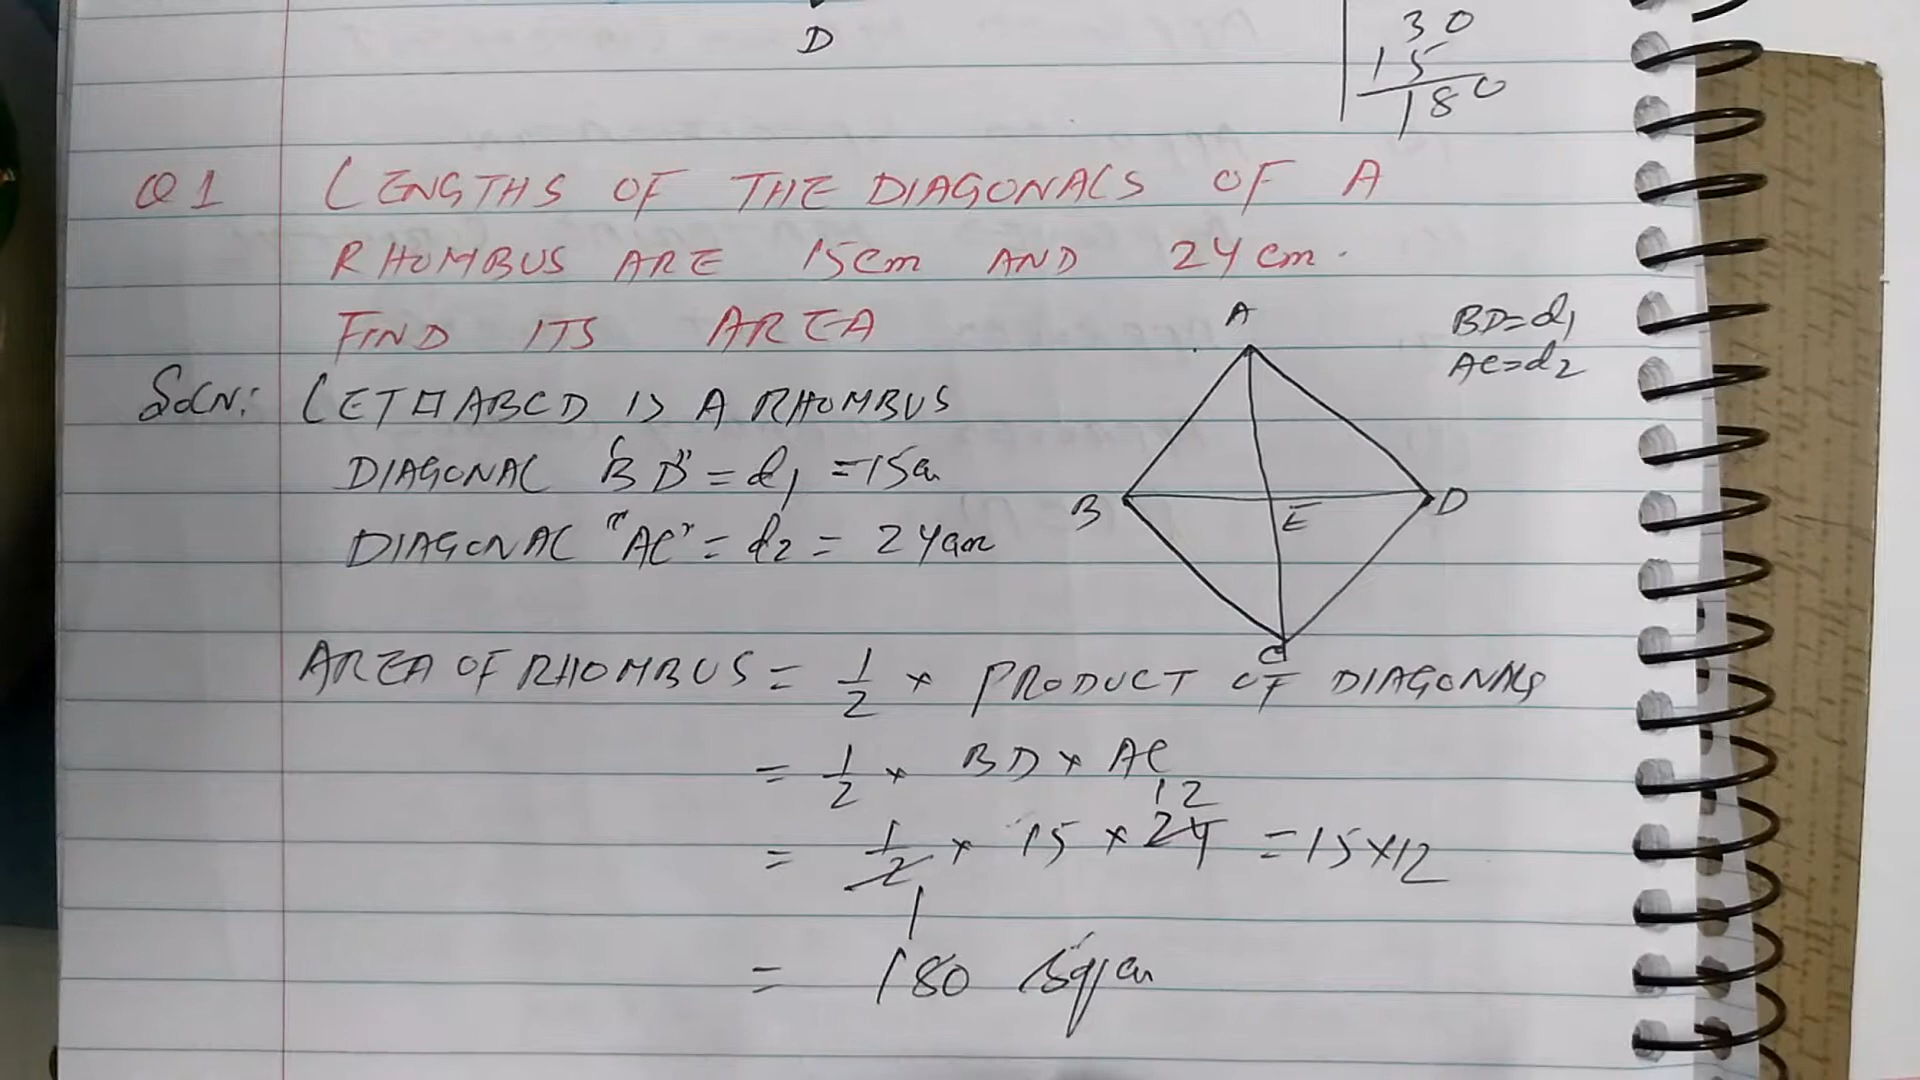 D
30
15
180
Q1 LENGTHS OF THE DIAGONALS OF A
RHOMBUS ARE 15cm AND 24cm.
FIND ITS AREA
A
BD=d1
AC=d2
SOLN: LET □ABCD IS A RHOMBUS
DIAGONAL "BD" = d1 = 15cm
B
E
D
DIAGONAL "AC" = d2 = 24cm
C
AREA OF RHOMBUS = 1/2 × PRODUCT OF DIAGONALS
= 1/2 × BD × AC
12
= 1/2 × 15 × 24 = 15×12
1
= 180 sq cm